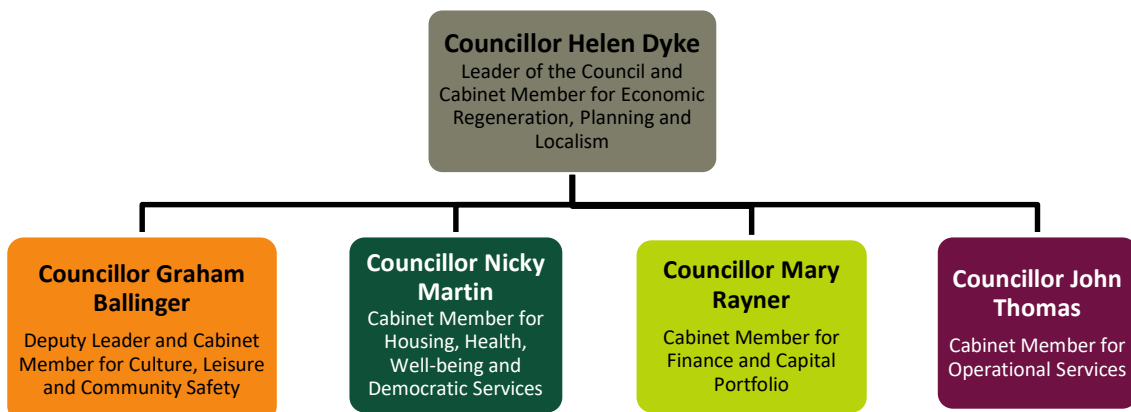 Councillor Helen Dyke
Leader of the Council and
Cabinet Member for Economic
Regeneration, Planning and
Localism
Councillor Graham
Ballinger
Deputy Leader and Cabinet
Member for Culture, Leisure
and Community Safety
Councillor Nicky
Martin
Cabinet Member for
Housing, Health,
Well-being and
Democratic Services
Councillor Mary
Rayner
Cabinet Member for
Finance and Capital
Portfolio
Councillor John
Thomas
Cabinet Member for
Operational Services